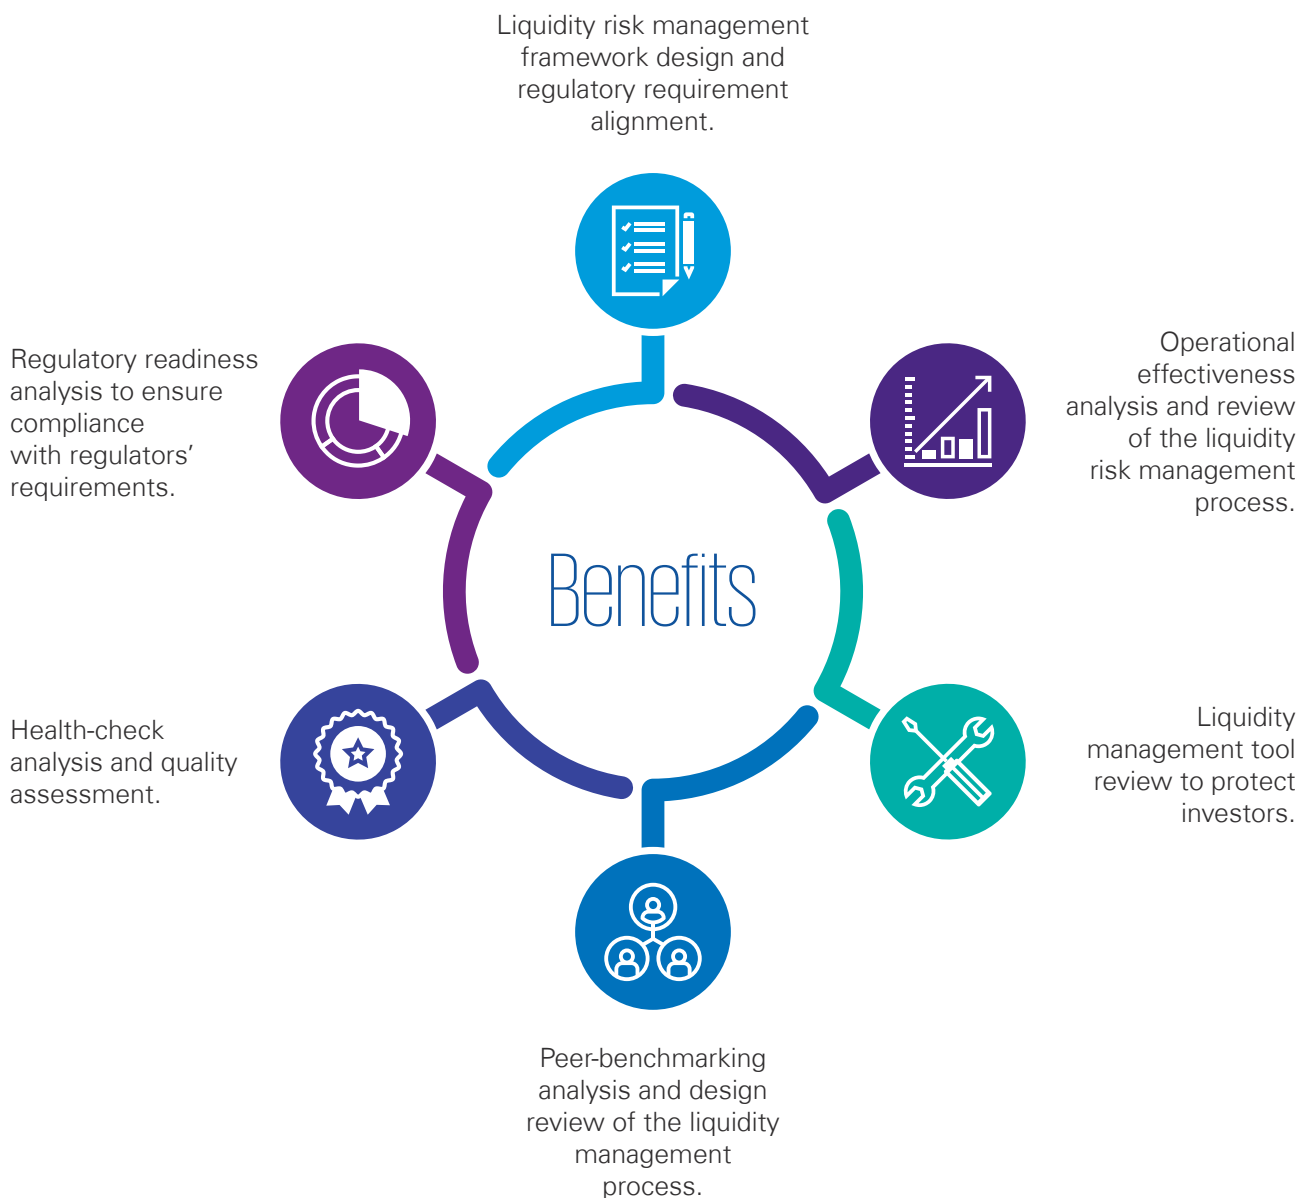 Liquidity risk management
framework design and
regulatory requirement
alignment.
Operational
effectiveness
analysis and review
of the liquidity
risk management
process.
Regulatory readiness
analysis to ensure
compliance
with regulators’
requirements.
Benefits
Health-check
analysis and quality
assessment.
Liquidity
management tool
review to protect
investors.
Peer-benchmarking
analysis and design
review of the liquidity
management
process.